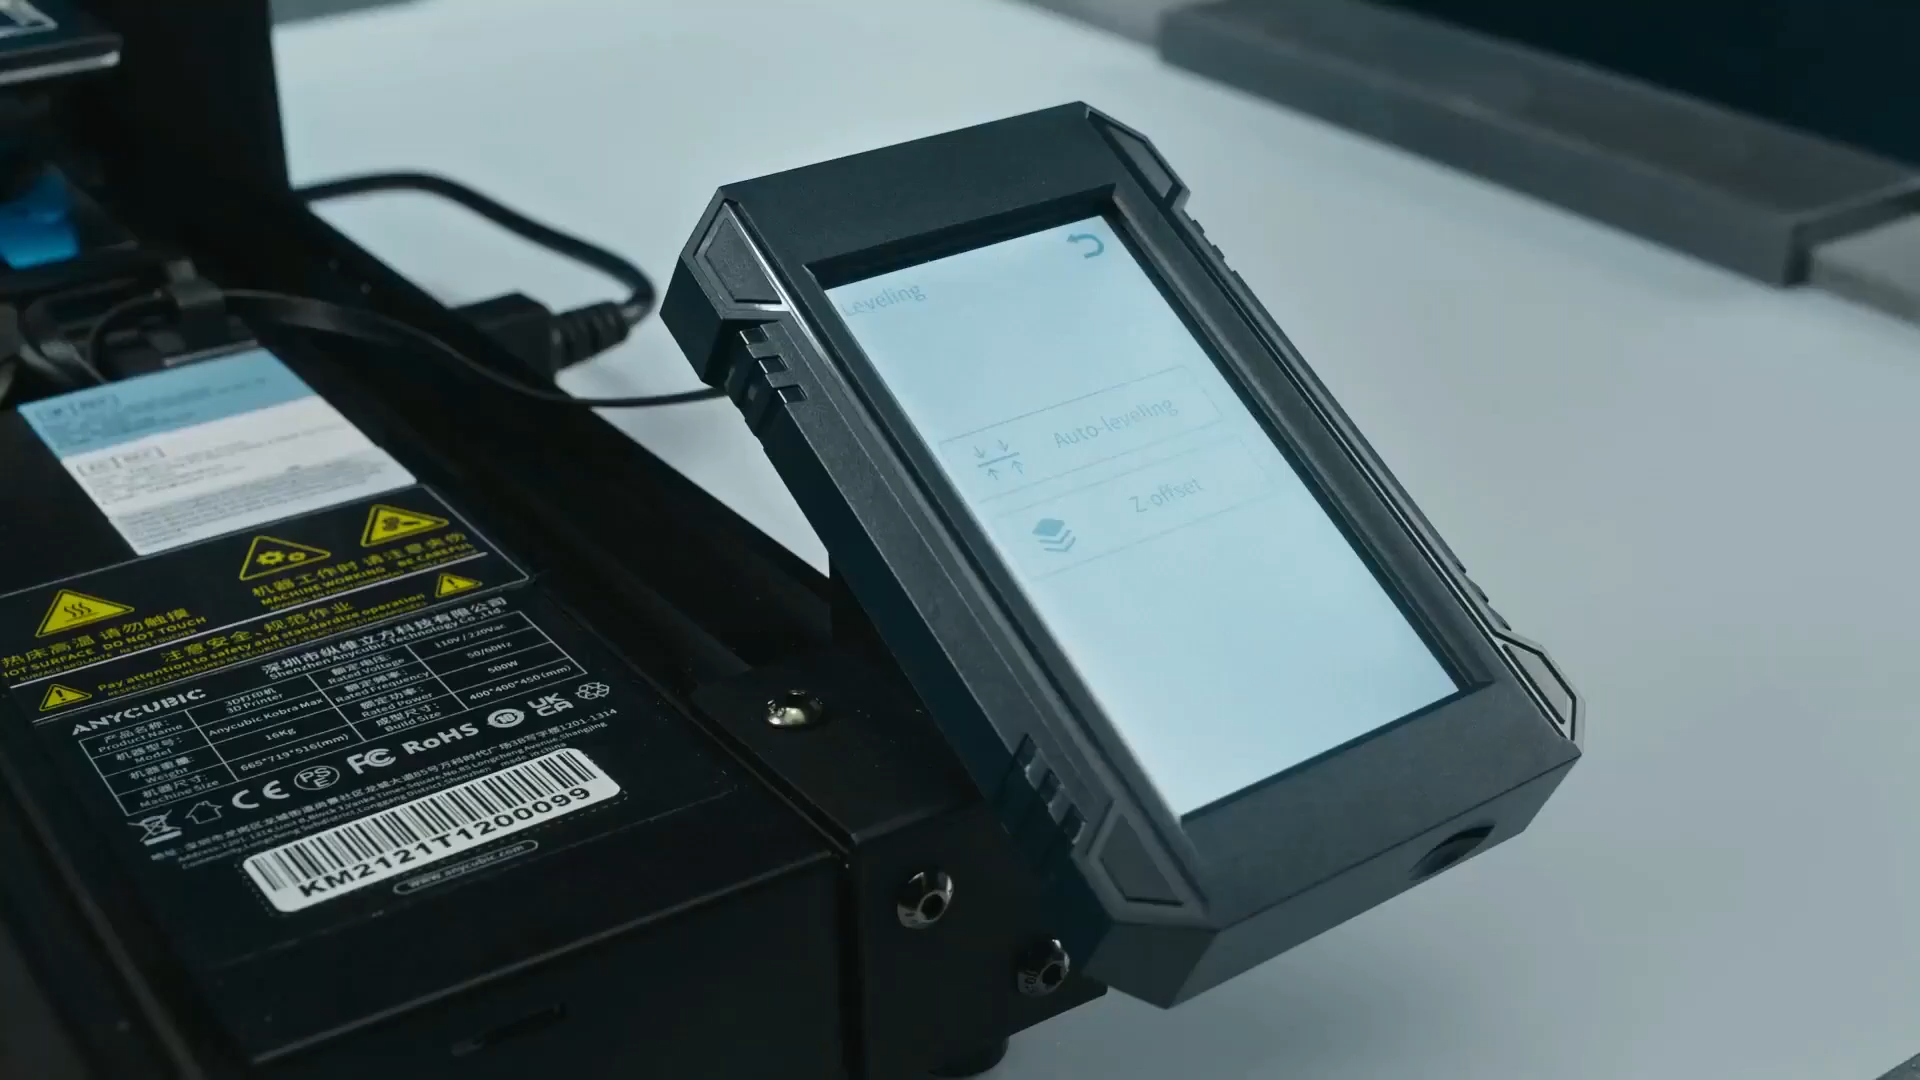 Leveling
Auto-leveling
Z-offset
机器工作时 请注意夹伤
MACHINE WORKING BE CAREFUL
热床高温 请勿触摸
HOT SURFACE DO NOT TOUCH
注意安全、规范作业
Pay attention to safety and standardize operation
深圳市纵维立方科技有限公司
Shenzhen Anycubic Technology Co.,Ltd.
ANYCUBIC
产品名称: 3D打印机
Product Name 3D Printer
机器型号: Anycubic Kobra Max
Model
机器重量: 16Kg
Weight
机器尺寸: 665*719*516(mm)
Machine Size
额定电压: 110V / 220Vac
Rated Voltage
额定频率: 50/60Hz
Rated Frequency
额定功率: 500W
Rated Power
成型尺寸: 400*400*450(mm)
Build Size
CE PSE FC RoHS 10 UKCA
KM2121T1200099
www.anycubic.com